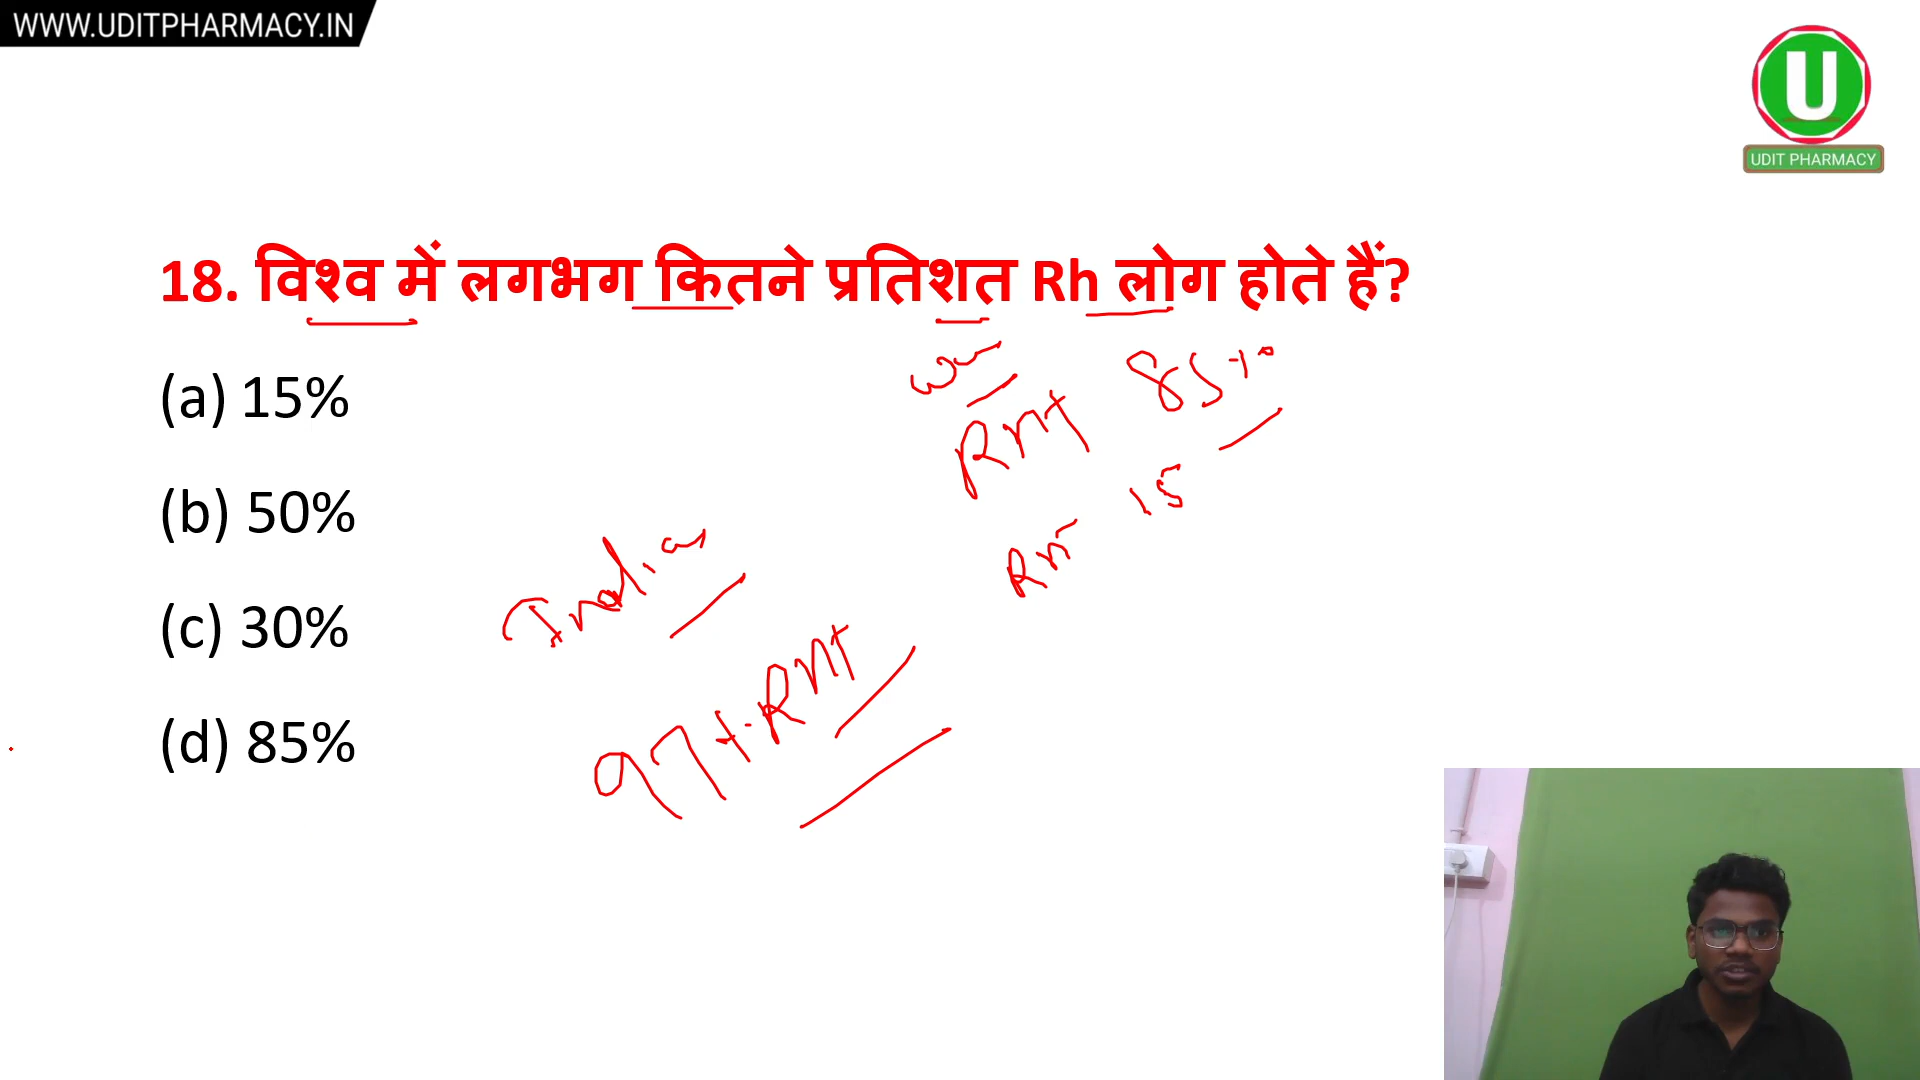 WWW.UDITPHARMACY.IN
U
UDIT PHARMACY
18. विश्व में लगभग कितने प्रतिशत Rh लोग होते हैं?
(a) 15%
(b) 50%
(c) 30%
(d) 85%
Rh+ 85%
Rh- 15
India
97% Rh+